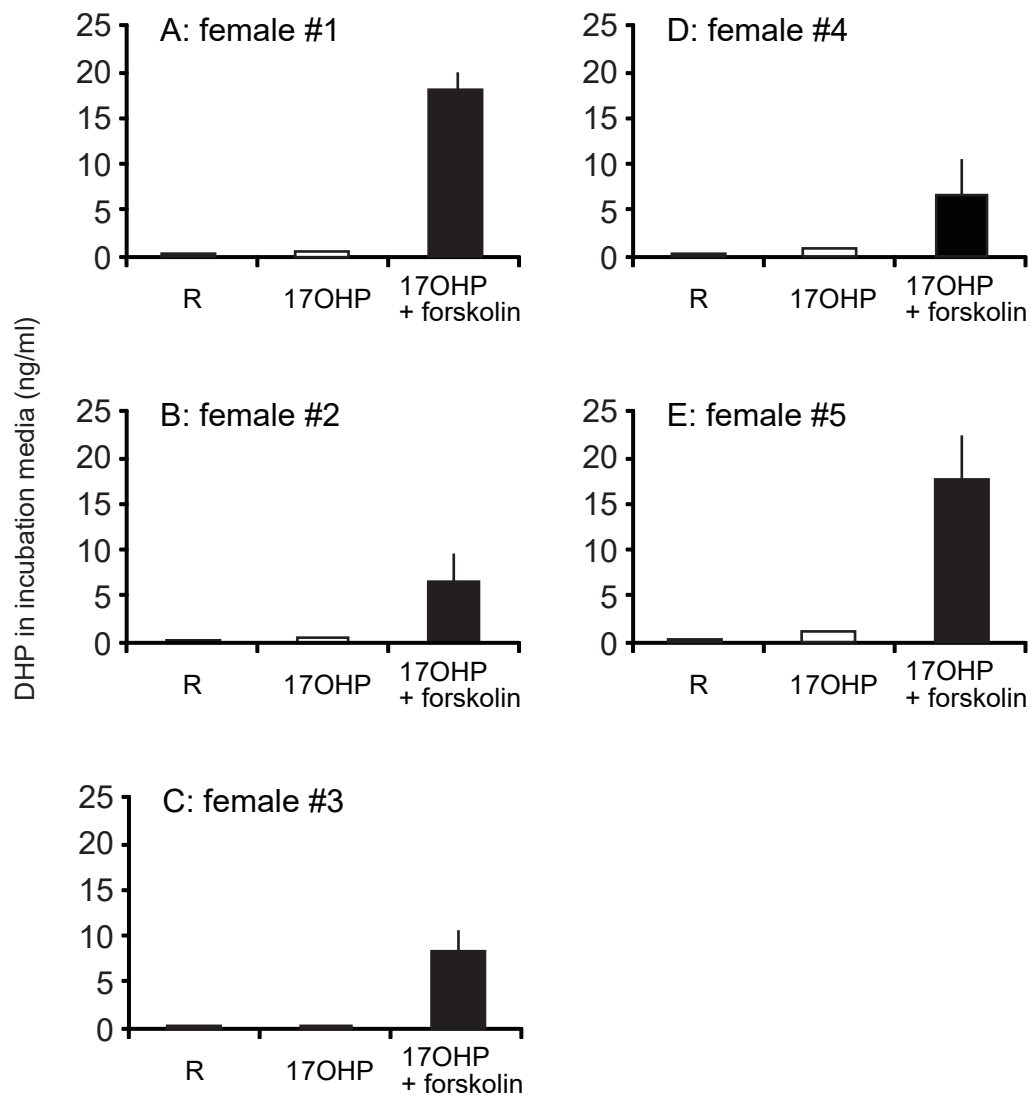 DHP in incubation media (ng/ml)
A: female #1
25
20
15
10
5
0
R
17OHP
17OHP
+ forskolin
B: female #2
25
20
15
10
5
0
R
17OHP
17OHP
+ forskolin
C: female #3
25
20
15
10
5
0
R
17OHP
17OHP
+ forskolin
D: female #4
25
20
15
10
5
0
R
17OHP
17OHP
+ forskolin
E: female #5
25
20
15
10
5
0
R
17OHP
17OHP
+ forskolin